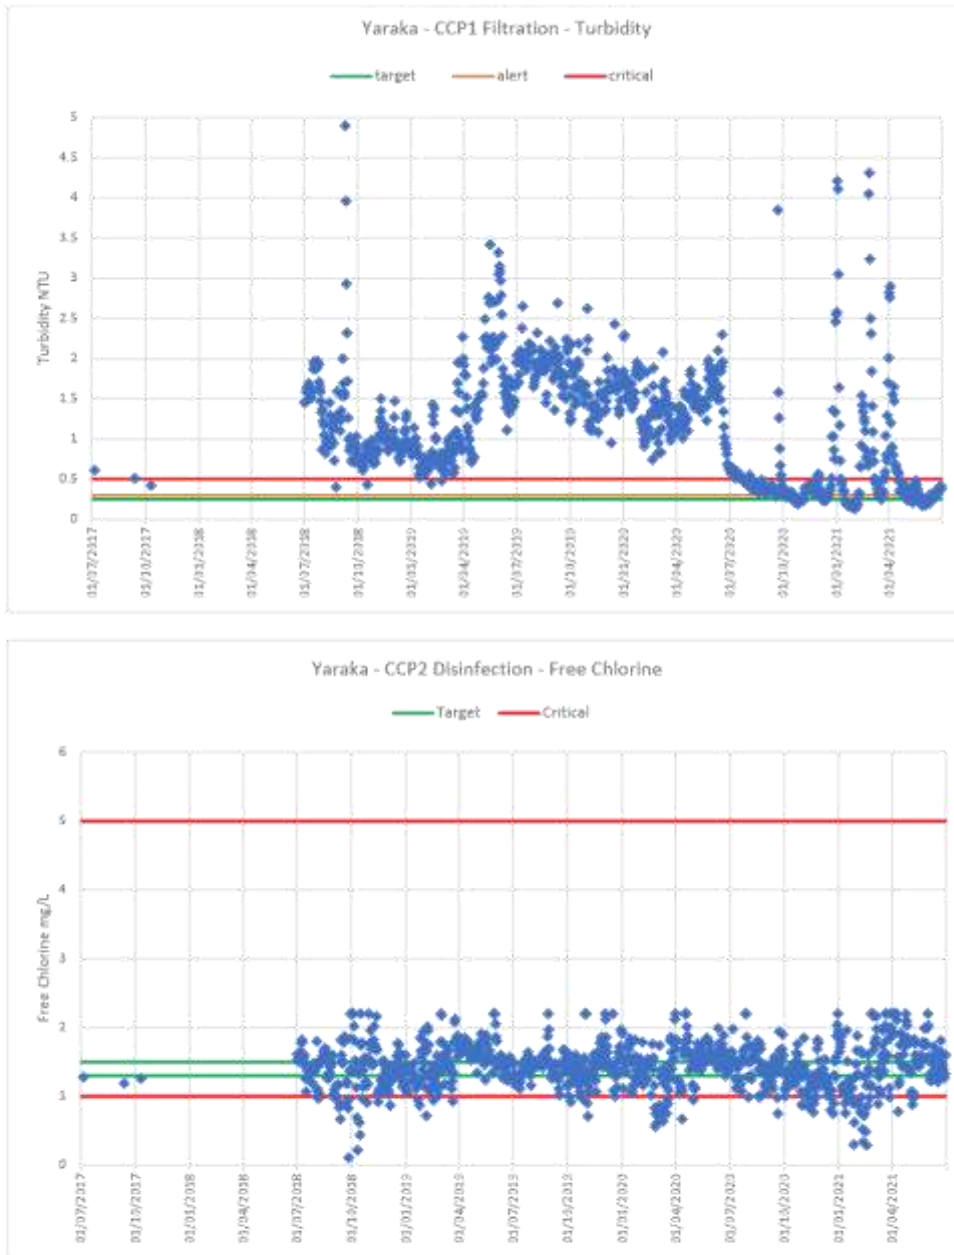 Yaraka - CCP1 Filtration - Turbidity
target alert critical
5
4.5
4
3.5
3
2.5
2
1.5
1
0.5
0
Turbidity NTU
01/07/2017 01/10/2017 01/01/2018 01/04/2018 01/07/2018 01/10/2018 01/01/2019 01/04/2019 01/07/2019 01/10/2019 01/01/2020 01/04/2020 01/07/2020 01/10/2020 01/01/2021 01/04/2021
Yaraka - CCP2 Disinfection - Free Chlorine
Target Critical
6
5
4
3
2
1
0
Free Chlorine mg/L
01/07/2017 01/10/2017 01/01/2018 01/04/2018 01/07/2018 01/10/2018 01/01/2019 01/04/2019 01/07/2019 01/10/2019 01/01/2020 01/04/2020 01/07/2020 01/10/2020 01/01/2021 01/04/2021